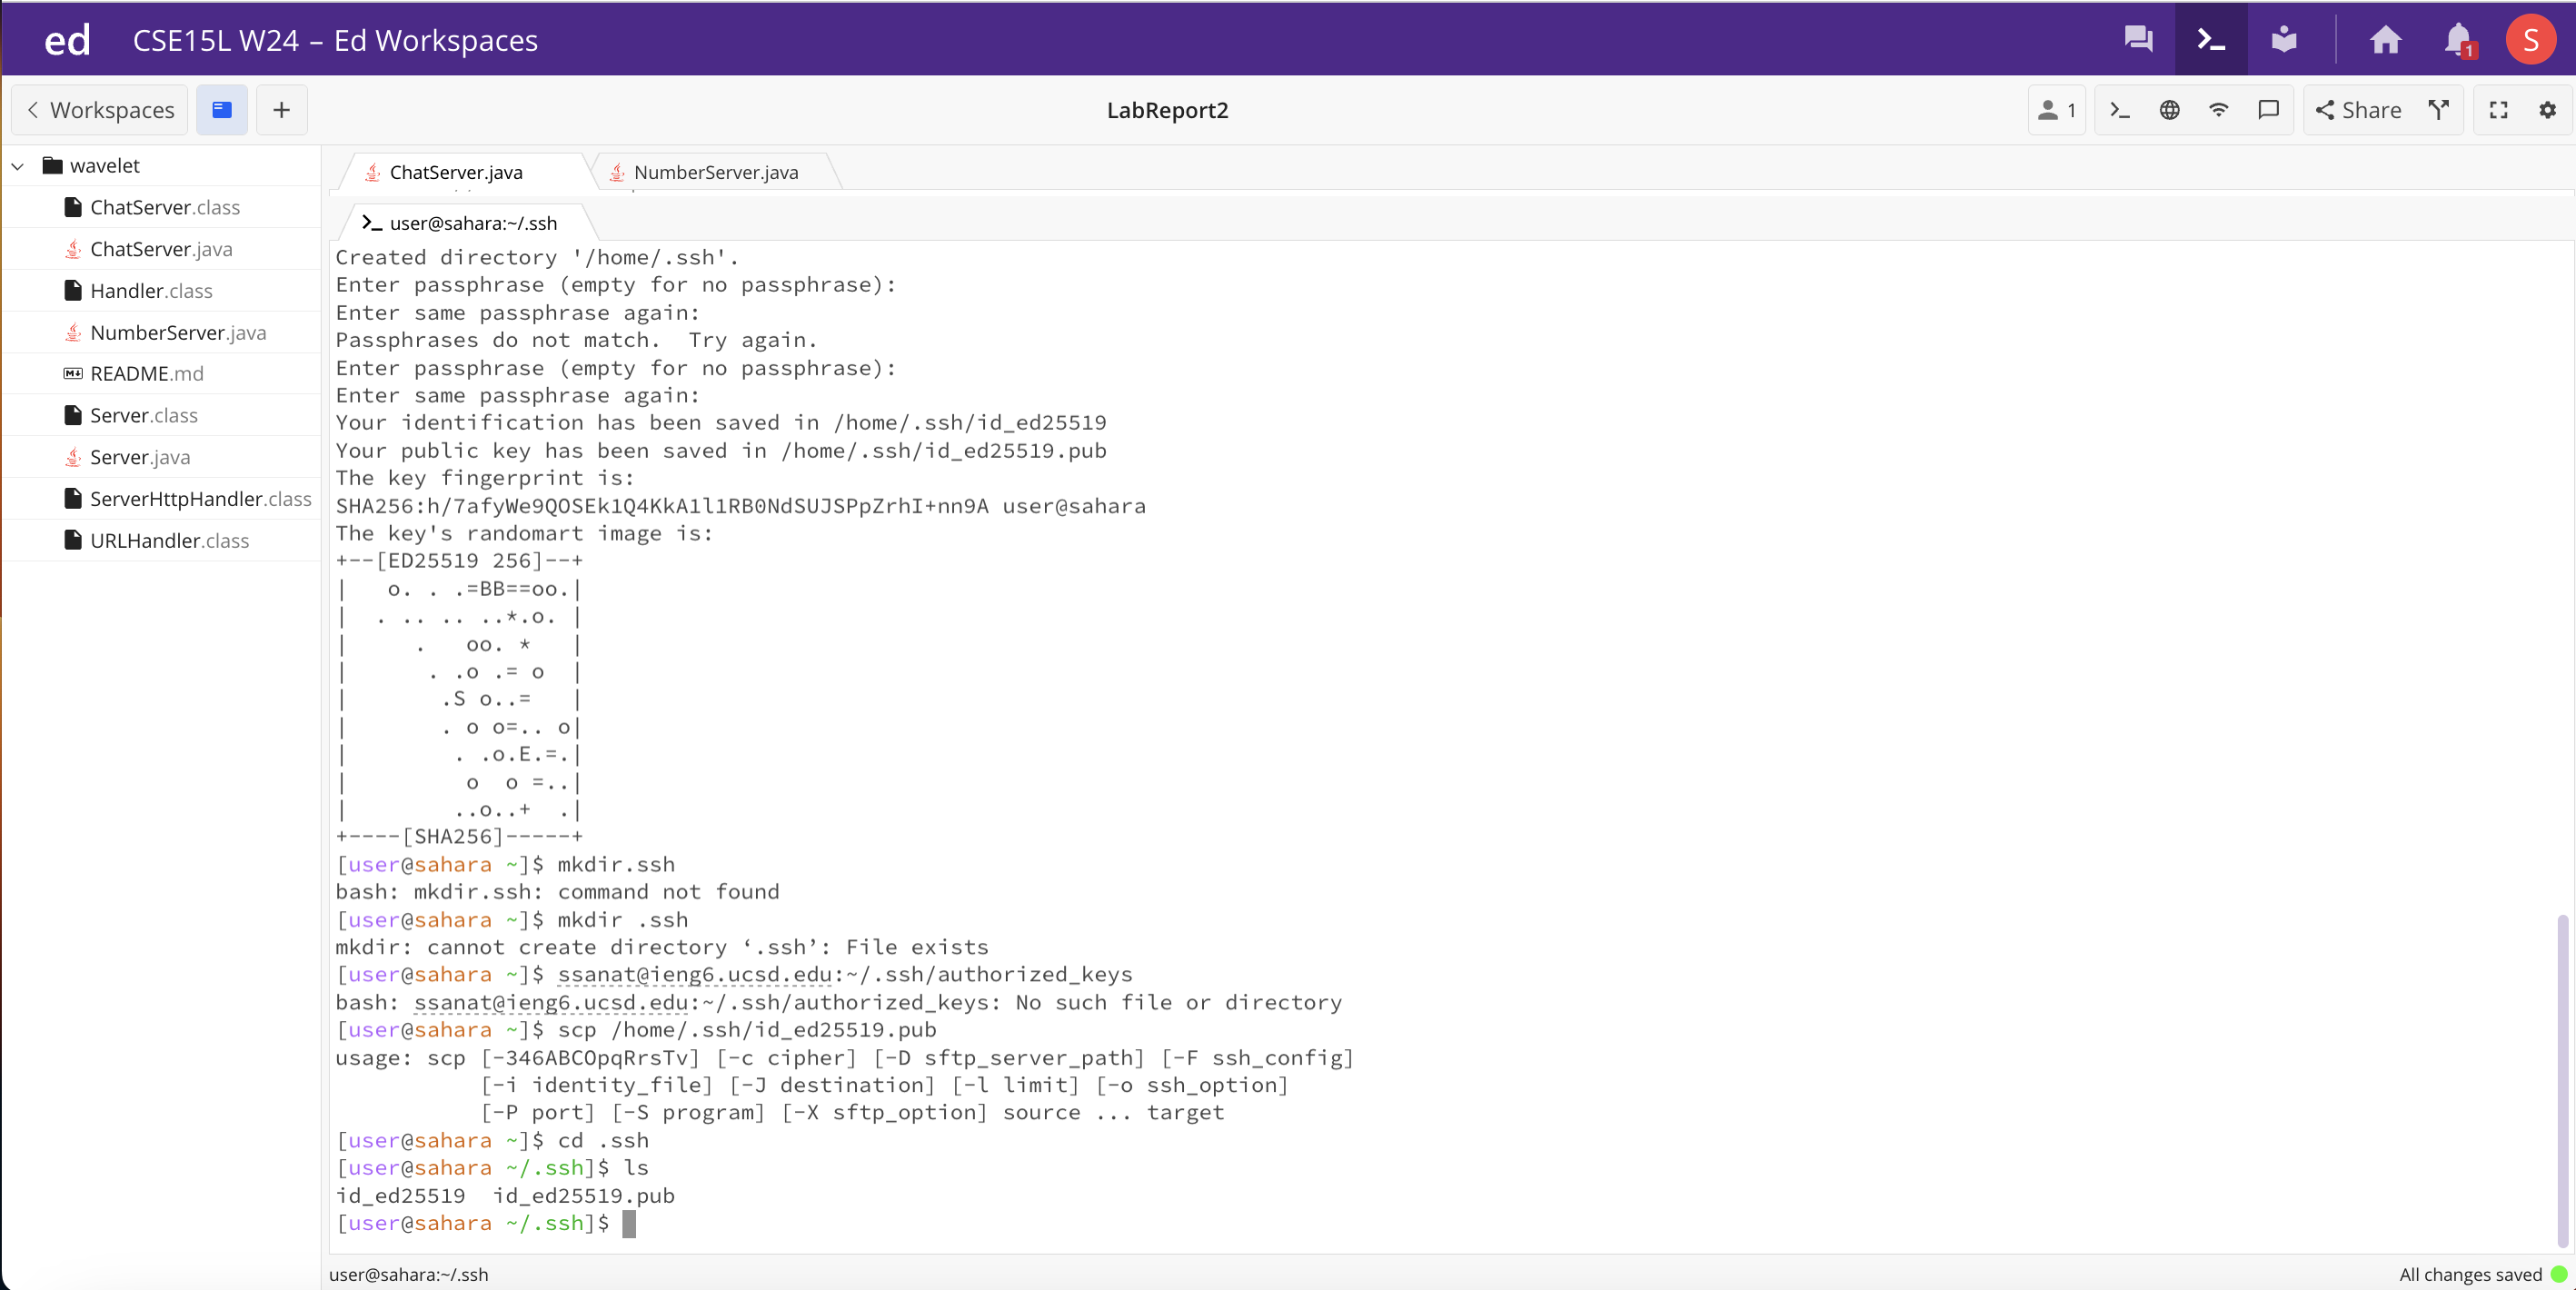 ed CSE15L W24 – Ed Workspaces 1 S
Workspaces + LabReport2 1 Share
wavelet
ChatServer.class
ChatServer.java
Handler.class
NumberServer.java
README.md
Server.class
Server.java
ServerHttpHandler.class
URLHandler.class
ChatServer.java NumberServer.java
user@sahara:~/.ssh
Created directory '/home/.ssh'.
Enter passphrase (empty for no passphrase):
Enter same passphrase again:
Passphrases do not match.  Try again.
Enter passphrase (empty for no passphrase):
Enter same passphrase again:
Your identification has been saved in /home/.ssh/id_ed25519
Your public key has been saved in /home/.ssh/id_ed25519.pub
The key fingerprint is:
SHA256:h/7afyWe9QOSEk1Q4KkA1l1RB0NdSUJSPpZrhI+nn9A user@sahara
The key's randomart image is:
+--[ED25519 256]--+
|   o. . .=BB==oo.|
|  . .. .. ..*.o. |
|     .   oo. *   |
|      . .o .= o  |
|       .S o..=   |
|       . o o=.. o|
|        . .o.E.=.|
|         o  o =..|
|        ..o..+  .|
+----[SHA256]-----+
[user@sahara ~]$ mkdir.ssh
bash: mkdir.ssh: command not found
[user@sahara ~]$ mkdir .ssh
mkdir: cannot create directory ‘.ssh’: File exists
[user@sahara ~]$ ssanat@ieng6.ucsd.edu:~/.ssh/authorized_keys
bash: ssanat@ieng6.ucsd.edu:~/.ssh/authorized_keys: No such file or directory
[user@sahara ~]$ scp /home/.ssh/id_ed25519.pub
usage: scp [-346ABCOpqRrsTv] [-c cipher] [-D sftp_server_path] [-F ssh_config]
           [-i identity_file] [-J destination] [-l limit] [-o ssh_option]
           [-P port] [-S program] [-X sftp_option] source ... target
[user@sahara ~]$ cd .ssh
[user@sahara ~/.ssh]$ ls
id_ed25519  id_ed25519.pub
[user@sahara ~/.ssh]$
user@sahara:~/.ssh All changes saved